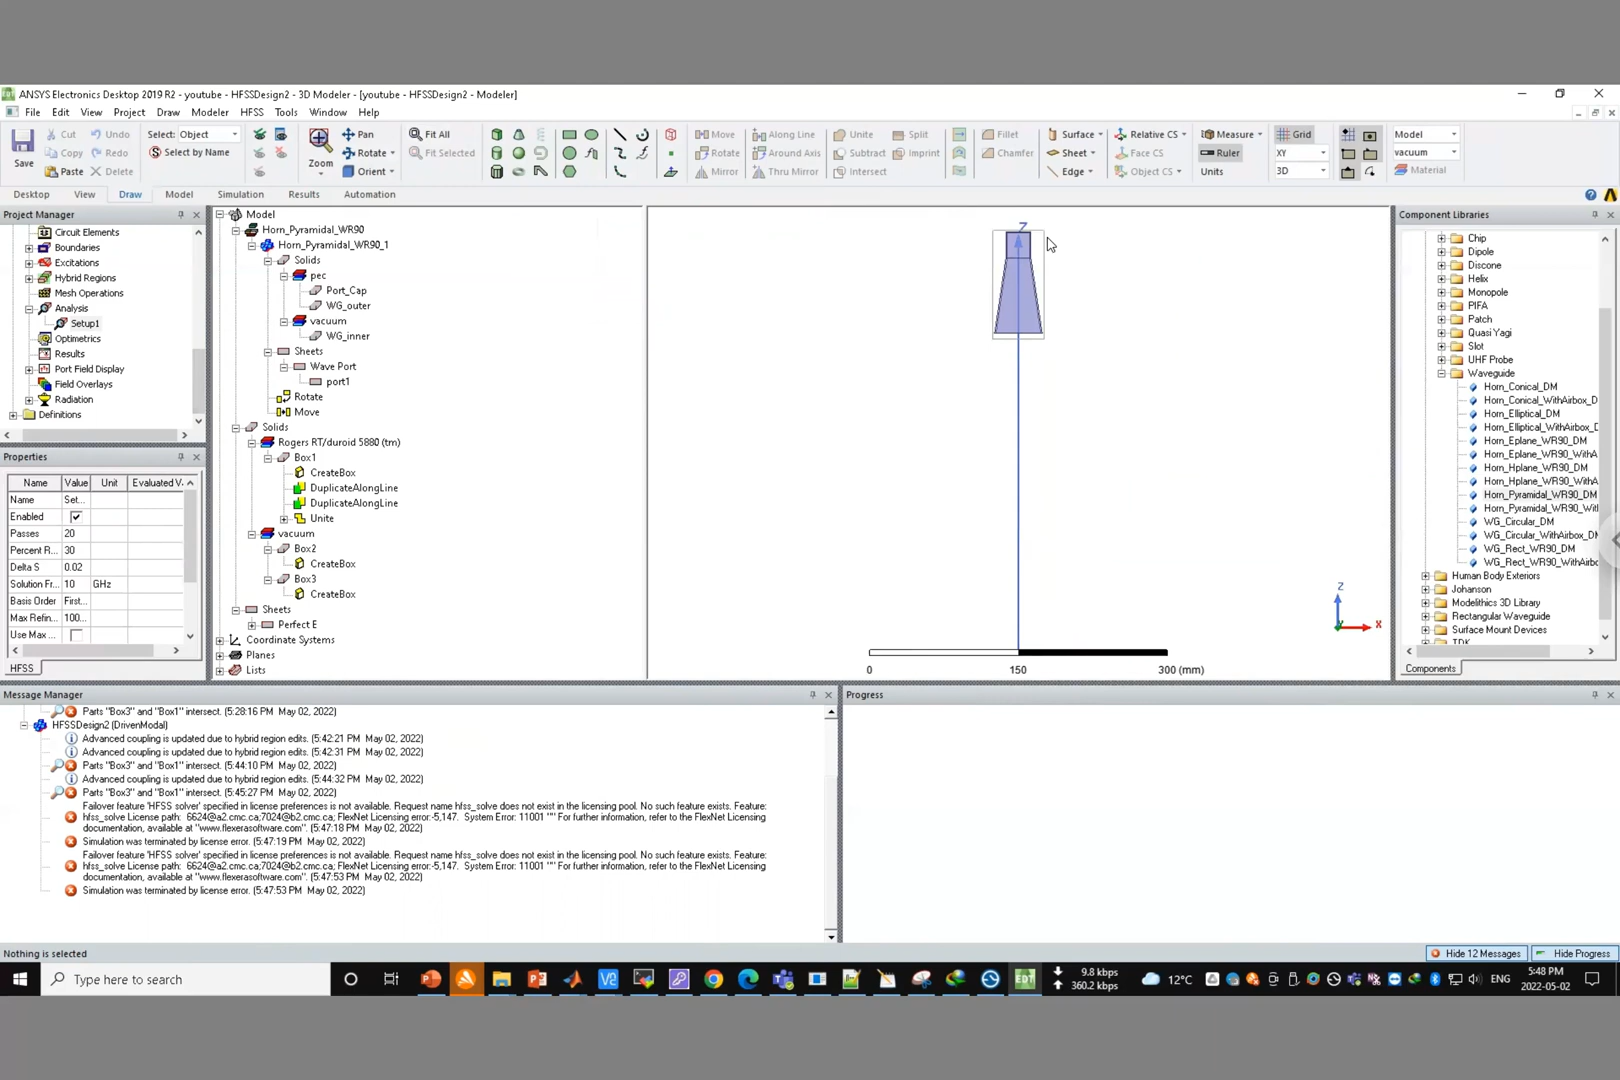 ANSYS Electronics Desktop 2019 R2 - youtube - HFSSDesign2 - 3D Modeler - [youtube - HFSSDesign2 - Modeler]
File Edit View Project Draw Modeler HFSS Tools Window Help
Save
Cut
Copy
Paste
Undo
Redo
Delete
Select: Object
Select by Name
Zoom
Pan
Rotate
Orient
Fit All
Fit Selected
Move
Rotate
Mirror
Along Line
Around Axis
Thru Mirror
Unite
Subtract
Intersect
Split
Imprint
Fillet
Chamfer
Surface
Sheet
Edge
Relative CS
Face CS
Object CS
Measure
Ruler
Units
Grid
XY
3D
Model
vacuum
Material
Desktop View Draw Model Simulation Results Automation
Project Manager
Circuit Elements
Boundaries
Excitations
Hybrid Regions
Mesh Operations
Analysis
Setup1
Optimetrics
Results
Port Field Display
Field Overlays
Radiation
Definitions
Properties
Name Value Unit Evaluated V.
Name Set...
Enabled
Passes 20
Percent R... 30
Delta S 0.02
Solution Fr... 10 GHz
Basis Order First...
Max Refin... 100...
Use Max
HFSS
Model
Horn_Pyramidal_WR90
Horn_Pyramidal_WR90_1
Solids
pec
Port_Cap
WG_outer
vacuum
WG_inner
Sheets
Wave Port
port1
Rotate
Move
Solids
Rogers RT/duroid 5880 (tm)
Box1
CreateBox
DuplicateAlongLine
DuplicateAlongLine
Unite
vacuum
Box2
CreateBox
Box3
CreateBox
Sheets
Perfect E
Coordinate Systems
Planes
Lists
Z
Z
X
0 150 300 (mm)
Component Libraries
Chip
Dipole
Discone
Helix
Monopole
PIFA
Patch
Quasi Yagi
Slot
UHF Probe
Waveguide
Horn_Conical_DM
Horn_Conical_WithAirbox_D
Horn_Elliptical_DM
Horn_Elliptical_WithAirbox_
Horn_Eplane_WR90_DM
Horn_Eplane_WR90_WithA
Horn_Hplane_WR90_DM
Horn_Hplane_WR90_WithA
Horn_Pyramidal_WR90_DM
Horn_Pyramidal_WR90_With
WG_Circular_DM
WG_Circular_WithAirbox_DM
WG_Rect_WR90_DM
WG_Rect_WR90_WithAirbo
Human Body Exteriors
Johanson
Modelithics 3D Library
Rectangular Waveguide
Surface Mount Devices
TDK
Components
Message Manager
Parts "Box3" and "Box1" intersect. (5:28:16 PM May 02, 2022)
HFSSDesign2 (DrivenModal)
Advanced coupling is updated due to hybrid region edits. (5:42:21 PM May 02, 2022)
Advanced coupling is updated due to hybrid region edits. (5:42:31 PM May 02, 2022)
Parts "Box3" and "Box1" intersect. (5:44:10 PM May 02, 2022)
Advanced coupling is updated due to hybrid region edits. (5:44:32 PM May 02, 2022)
Parts "Box3" and "Box1" intersect. (5:45:27 PM May 02, 2022)
Failover feature 'HFSS solver' specified in license preferences is not available. Request name hfss_solve does not exist in the licensing pool. No such feature exists. Feature:
hfss_solve License path: 6624@a2.cmc.ca;7024@b2.cmc.ca; FlexNet Licensing error:-5,147. System Error: 11001 "" For further information, refer to the FlexNet Licensing
documentation, available at "www.flexerasoftware.com". (5:47:18 PM May 02, 2022)
Simulation was terminated by license error. (5:47:19 PM May 02, 2022)
Failover feature 'HFSS solver' specified in license preferences is not available. Request name hfss_solve does not exist in the licensing pool. No such feature exists. Feature:
hfss_solve License path: 6624@a2.cmc.ca;7024@b2.cmc.ca; FlexNet Licensing error:-5,147. System Error: 11001 "" For further information, refer to the FlexNet Licensing
documentation, available at "www.flexerasoftware.com". (5:47:53 PM May 02, 2022)
Simulation was terminated by license error. (5:47:53 PM May 02, 2022)
Progress
Nothing is selected
Hide 12 Messages
Hide Progress
Type here to search
9.8 kbps
360.2 kbps
12°C
ENG
5:48 PM
2022-05-02